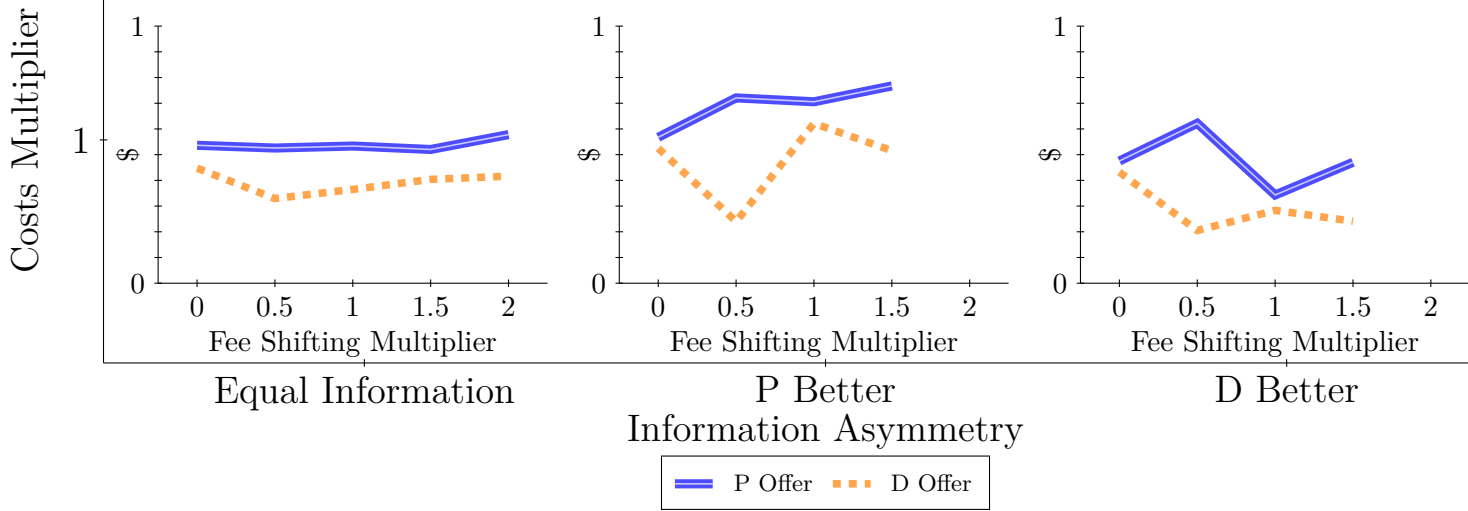 Costs Multiplier
1
1
$
0
0 0.5 1 1.5 2
Fee Shifting Multiplier
1
$
0
0 0.5 1 1.5 2
Fee Shifting Multiplier
1
$
0
0 0.5 1 1.5 2
Fee Shifting Multiplier
Equal Information
P Better
D Better
Information Asymmetry
P Offer
D Offer